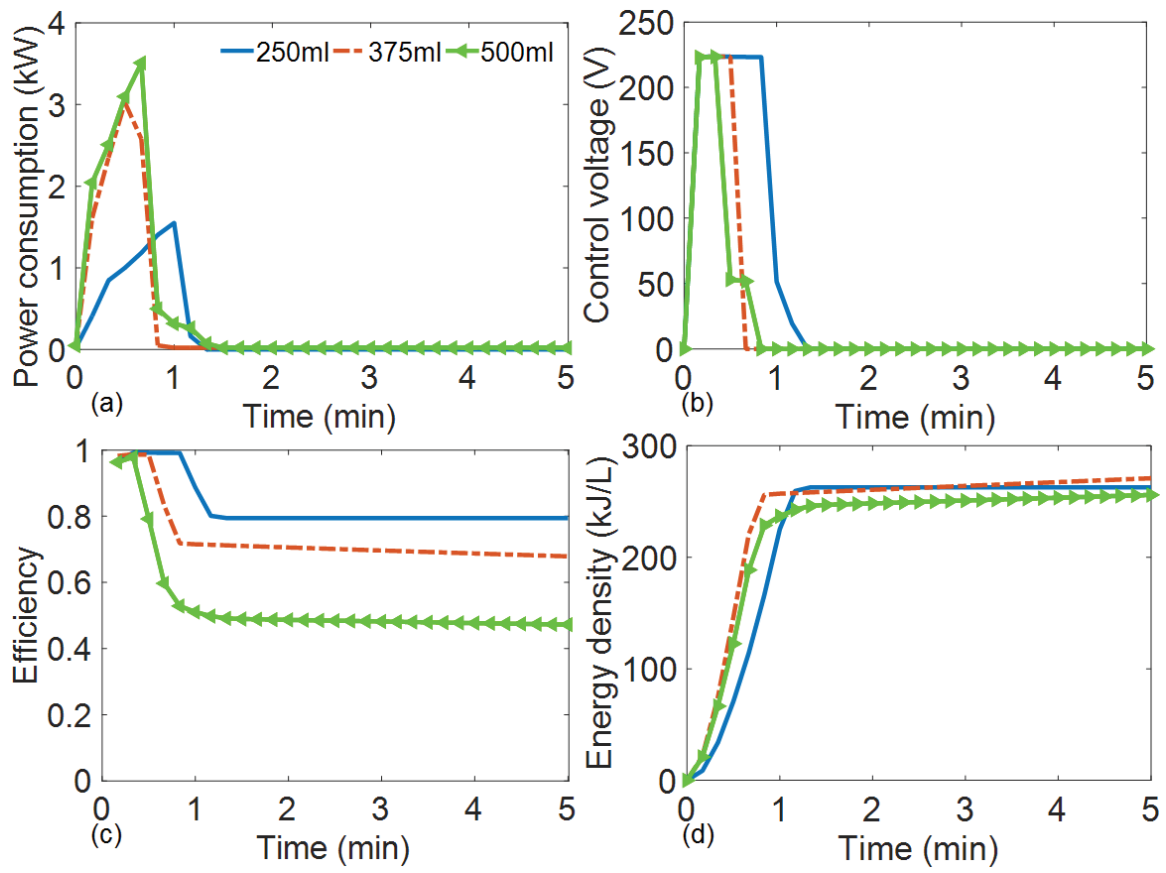 Power consumption (kW)
4
3
2
1
0
250ml 375ml 500ml
0 1 2 3 4 5
(a) Time (min)
Control voltage (V)
250
200
150
100
50
0
0 1 2 3 4 5
(b) Time (min)
Efficiency
1
0.8
0.6
0.4
0.2
0
0 1 2 3 4 5
(c) Time (min)
Energy density (kJ/L)
300
200
100
0
0 1 2 3 4 5
(d) Time (min)